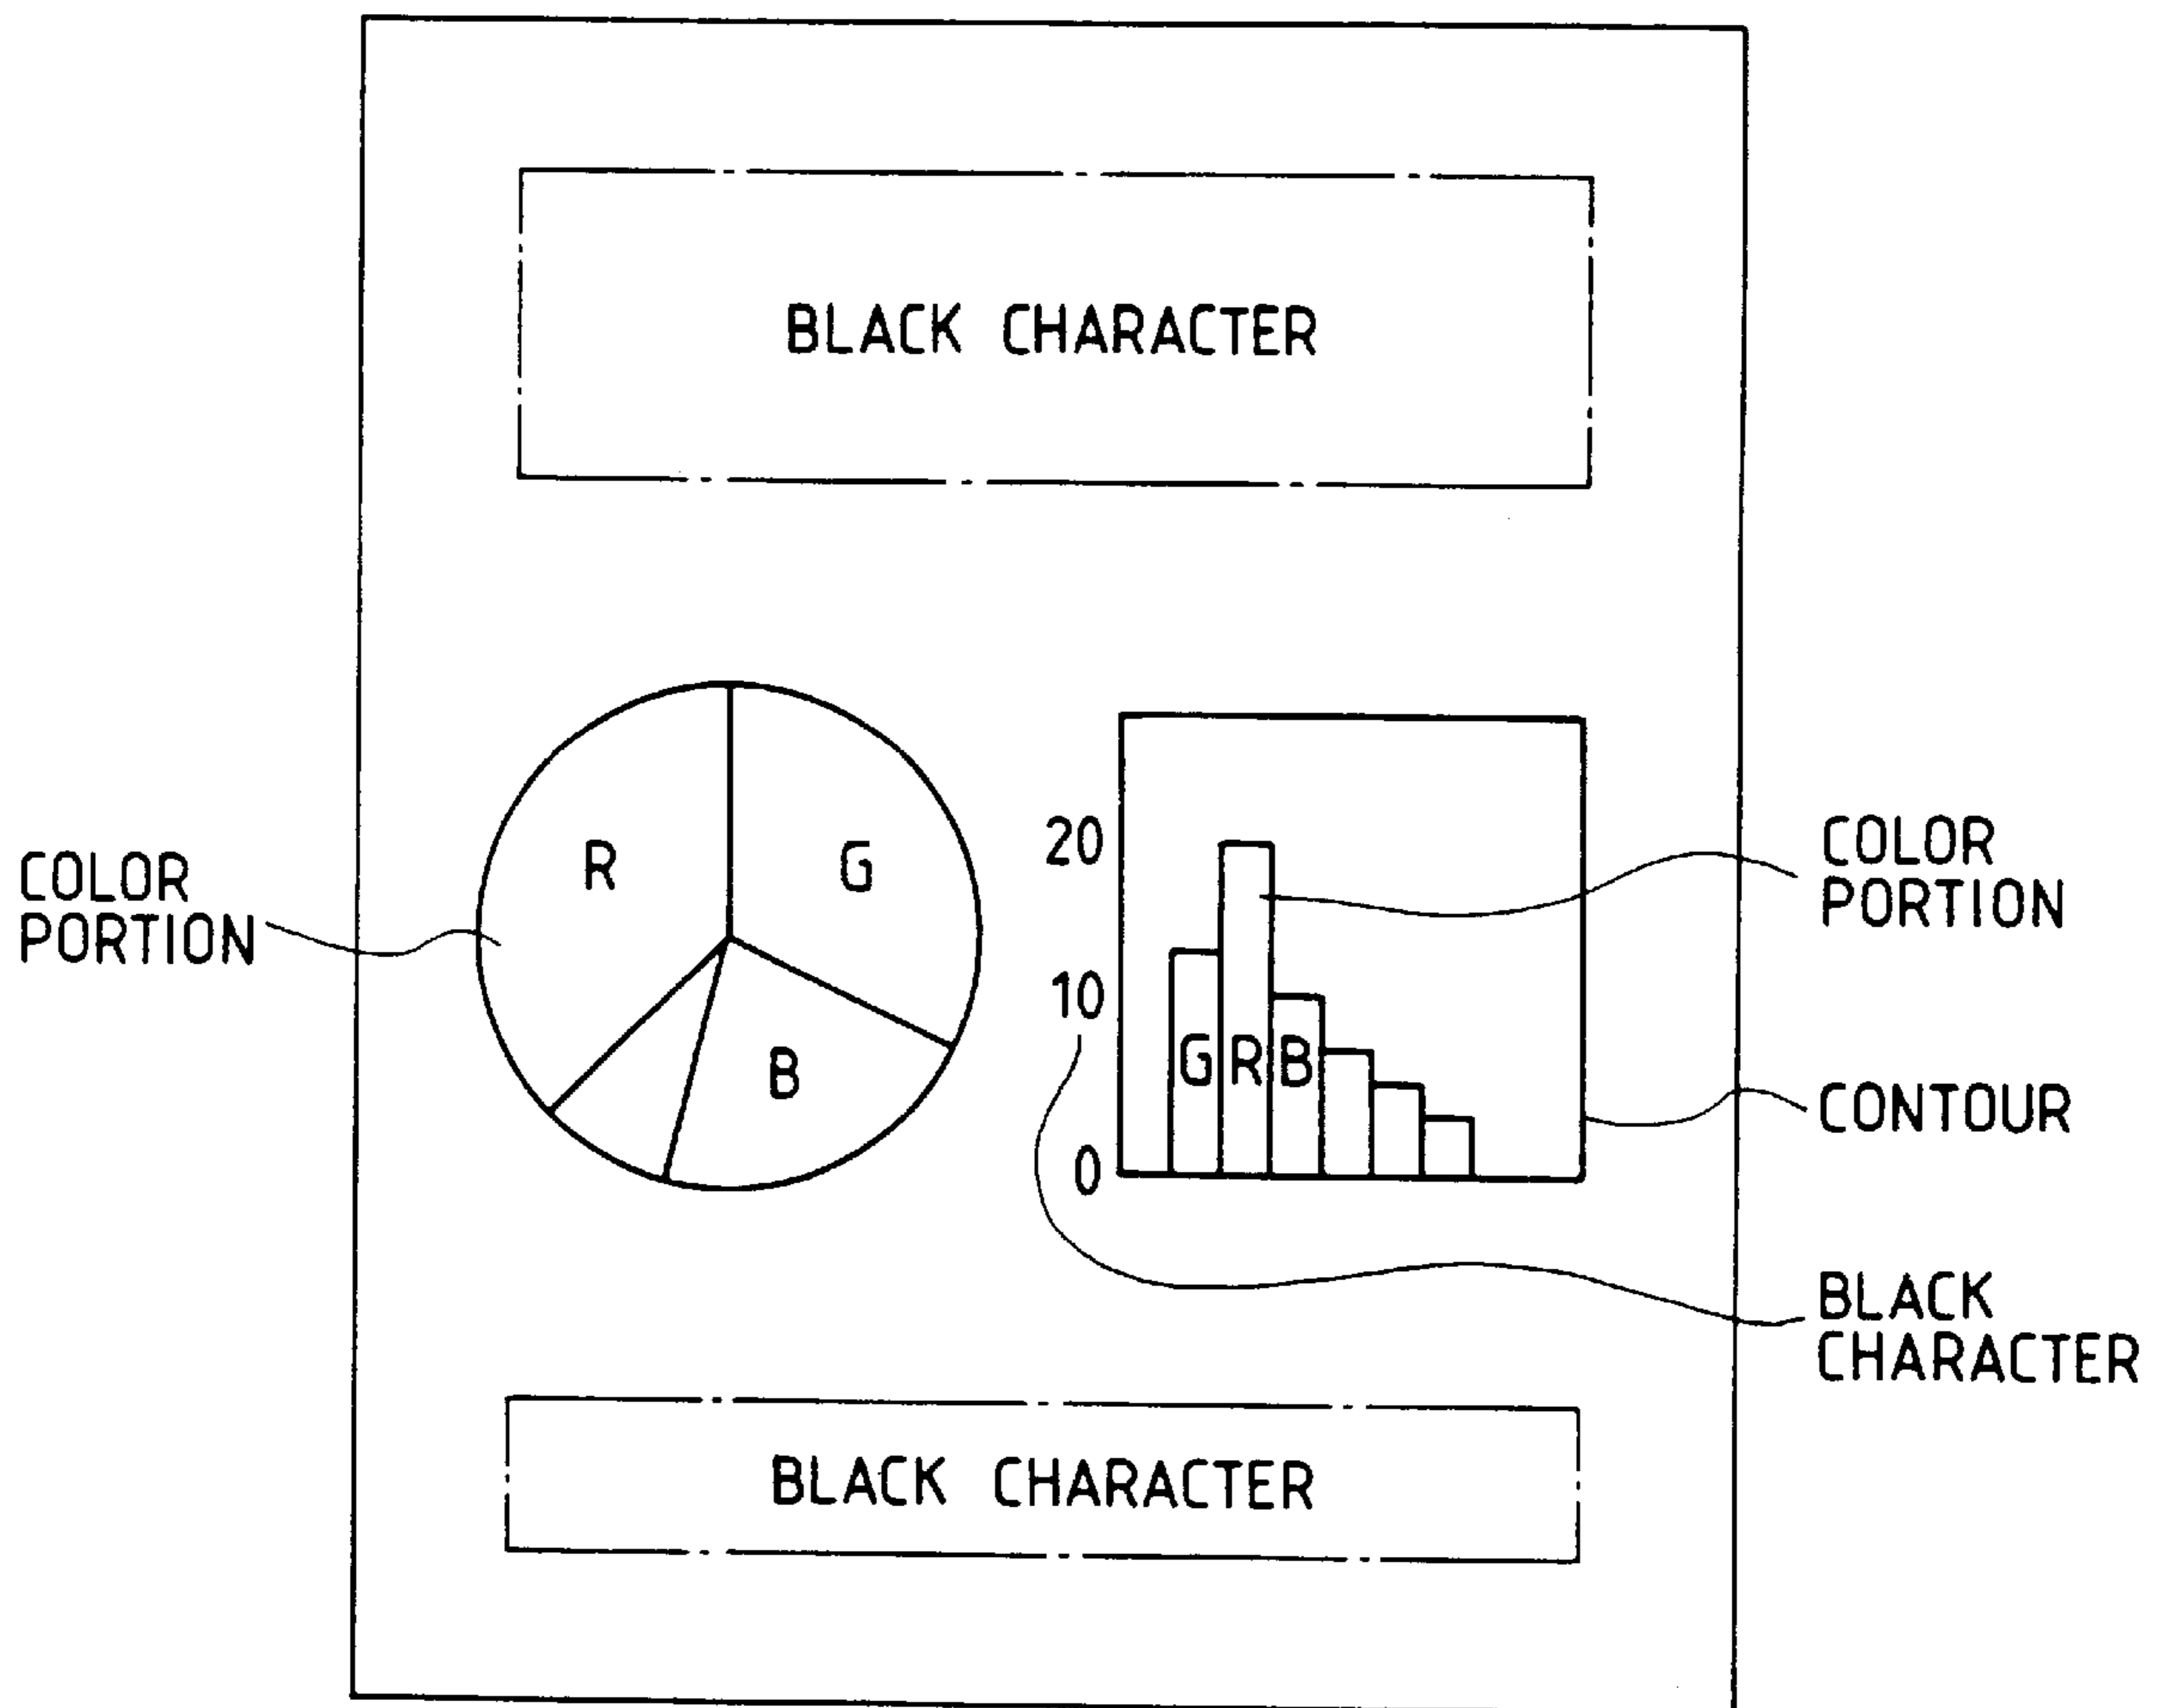 BLACK CHARACTER
COLOR
PORTION
R
G
B
20
10
0
G R B
COLOR
PORTION
CONTOUR
BLACK
CHARACTER
BLACK CHARACTER